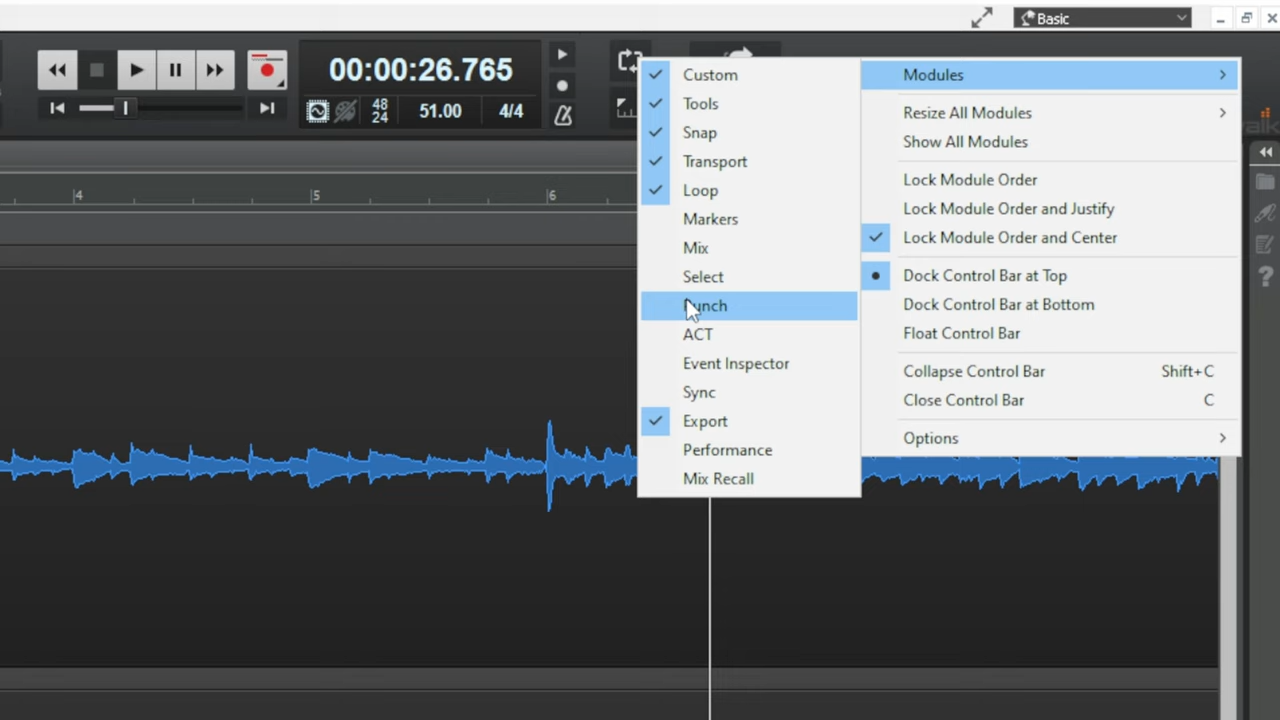 Basic
00:00:26.765
48
24
51.00
4/4
4
5
6
Custom
Tools
Snap
Transport
Loop
Markers
Mix
Select
Punch
ACT
Event Inspector
Sync
Export
Performance
Mix Recall
Modules
Resize All Modules
Show All Modules
Lock Module Order
Lock Module Order and Justify
Lock Module Order and Center
Dock Control Bar at Top
Dock Control Bar at Bottom
Float Control Bar
Collapse Control Bar Shift+C
Close Control Bar C
Options